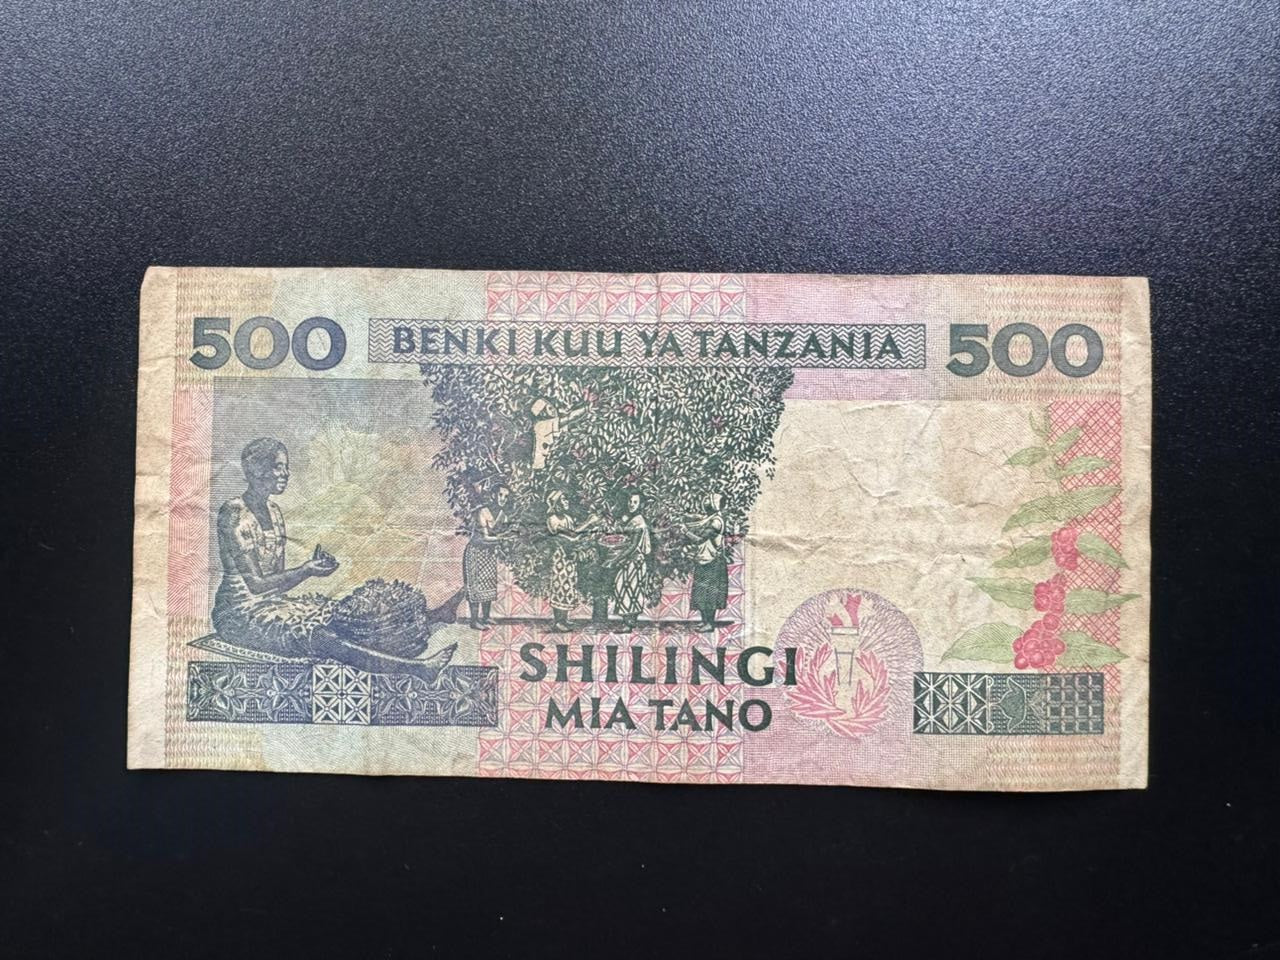 500 BENKI KUU YA TANZANIA 500
SHILINGI
MIA TANO